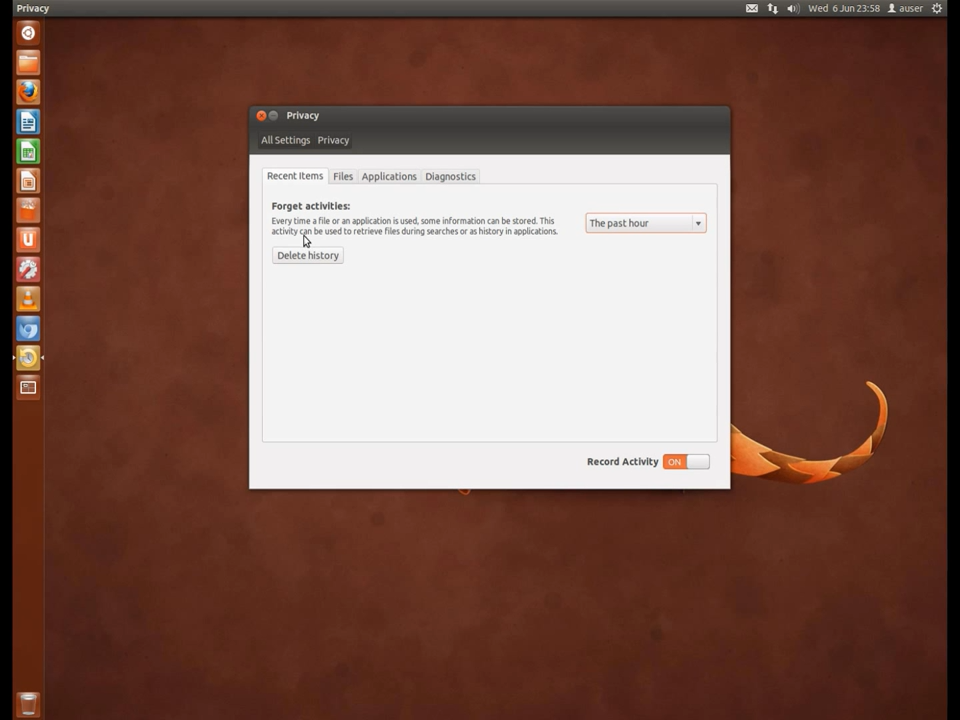 Privacy
Wed 6 Jun 23:58 auser
Privacy
All Settings Privacy
Recent Items Files Applications Diagnostics
Forget activities:
Every time a file or an application is used, some information can be stored. This
activity can be used to retrieve files during searches or as history in applications.
The past hour
Delete history
Record Activity ON